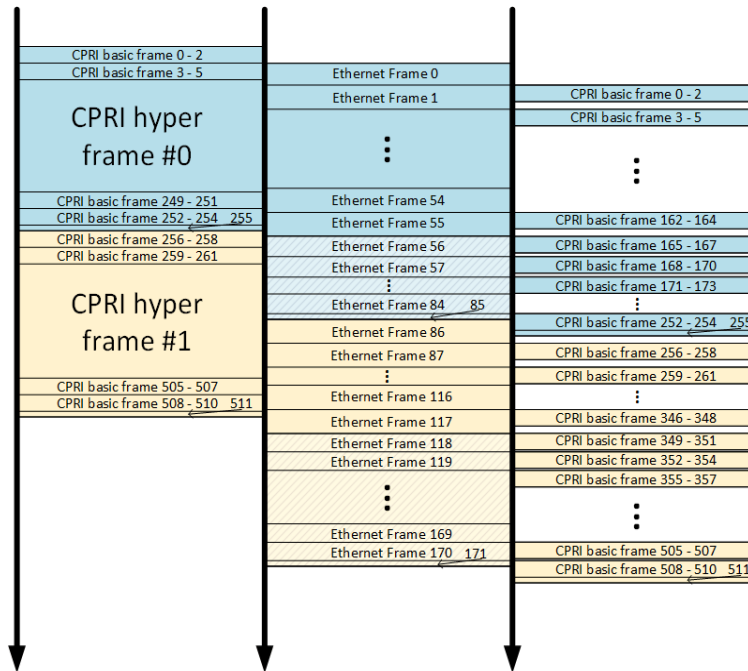 CPRI basic frame 0 - 2
CPRI basic frame 3 - 5
CPRI hyper
frame #0
CPRI basic frame 249 - 251
CPRI basic frame 252 - 254 255
CPRI basic frame 256 - 258
CPRI basic frame 259 - 261
CPRI hyper
frame #1
CPRI basic frame 505 - 507
CPRI basic frame 508 - 510 511
Ethernet Frame 0
Ethernet Frame 1
Ethernet Frame 54
Ethernet Frame 55
Ethernet Frame 56
Ethernet Frame 57
Ethernet Frame 84 85
Ethernet Frame 86
Ethernet Frame 87
Ethernet Frame 116
Ethernet Frame 117
Ethernet Frame 118
Ethernet Frame 119
Ethernet Frame 169
Ethernet Frame 170 171
CPRI basic frame 0 - 2
CPRI basic frame 3 - 5
CPRI basic frame 162 - 164
CPRI basic frame 165 - 167
CPRI basic frame 168 - 170
CPRI basic frame 171 - 173
CPRI basic frame 252 - 254 255
CPRI basic frame 256 - 258
CPRI basic frame 259 - 261
CPRI basic frame 346 - 348
CPRI basic frame 349 - 351
CPRI basic frame 352 - 354
CPRI basic frame 355 - 357
CPRI basic frame 505 - 507
CPRI basic frame 508 - 510 511